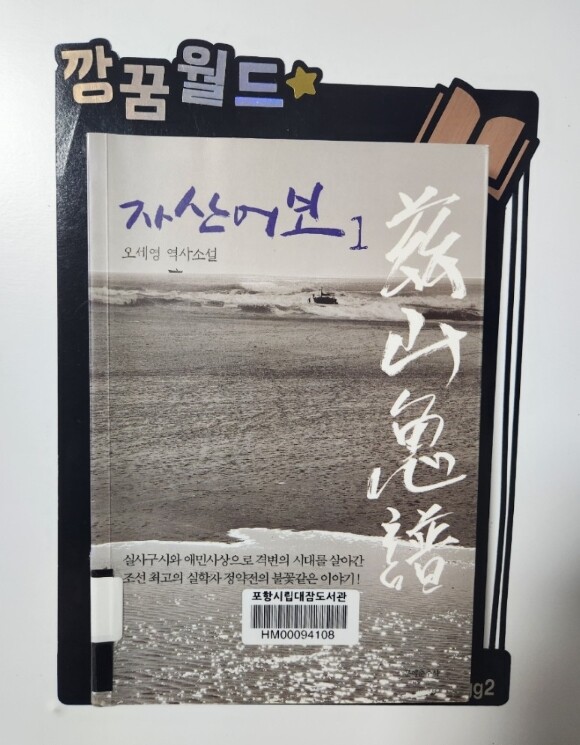 깡꿈월드
자산어보 1
오세영 역사소설
玆山魚譜
실사구시와 애민사상으로 격변의 시대를 살아간
조선 최고의 실학자 정약전의 불꽃같은 이야기!
포항시립대잠도서관
HM00094108
g2